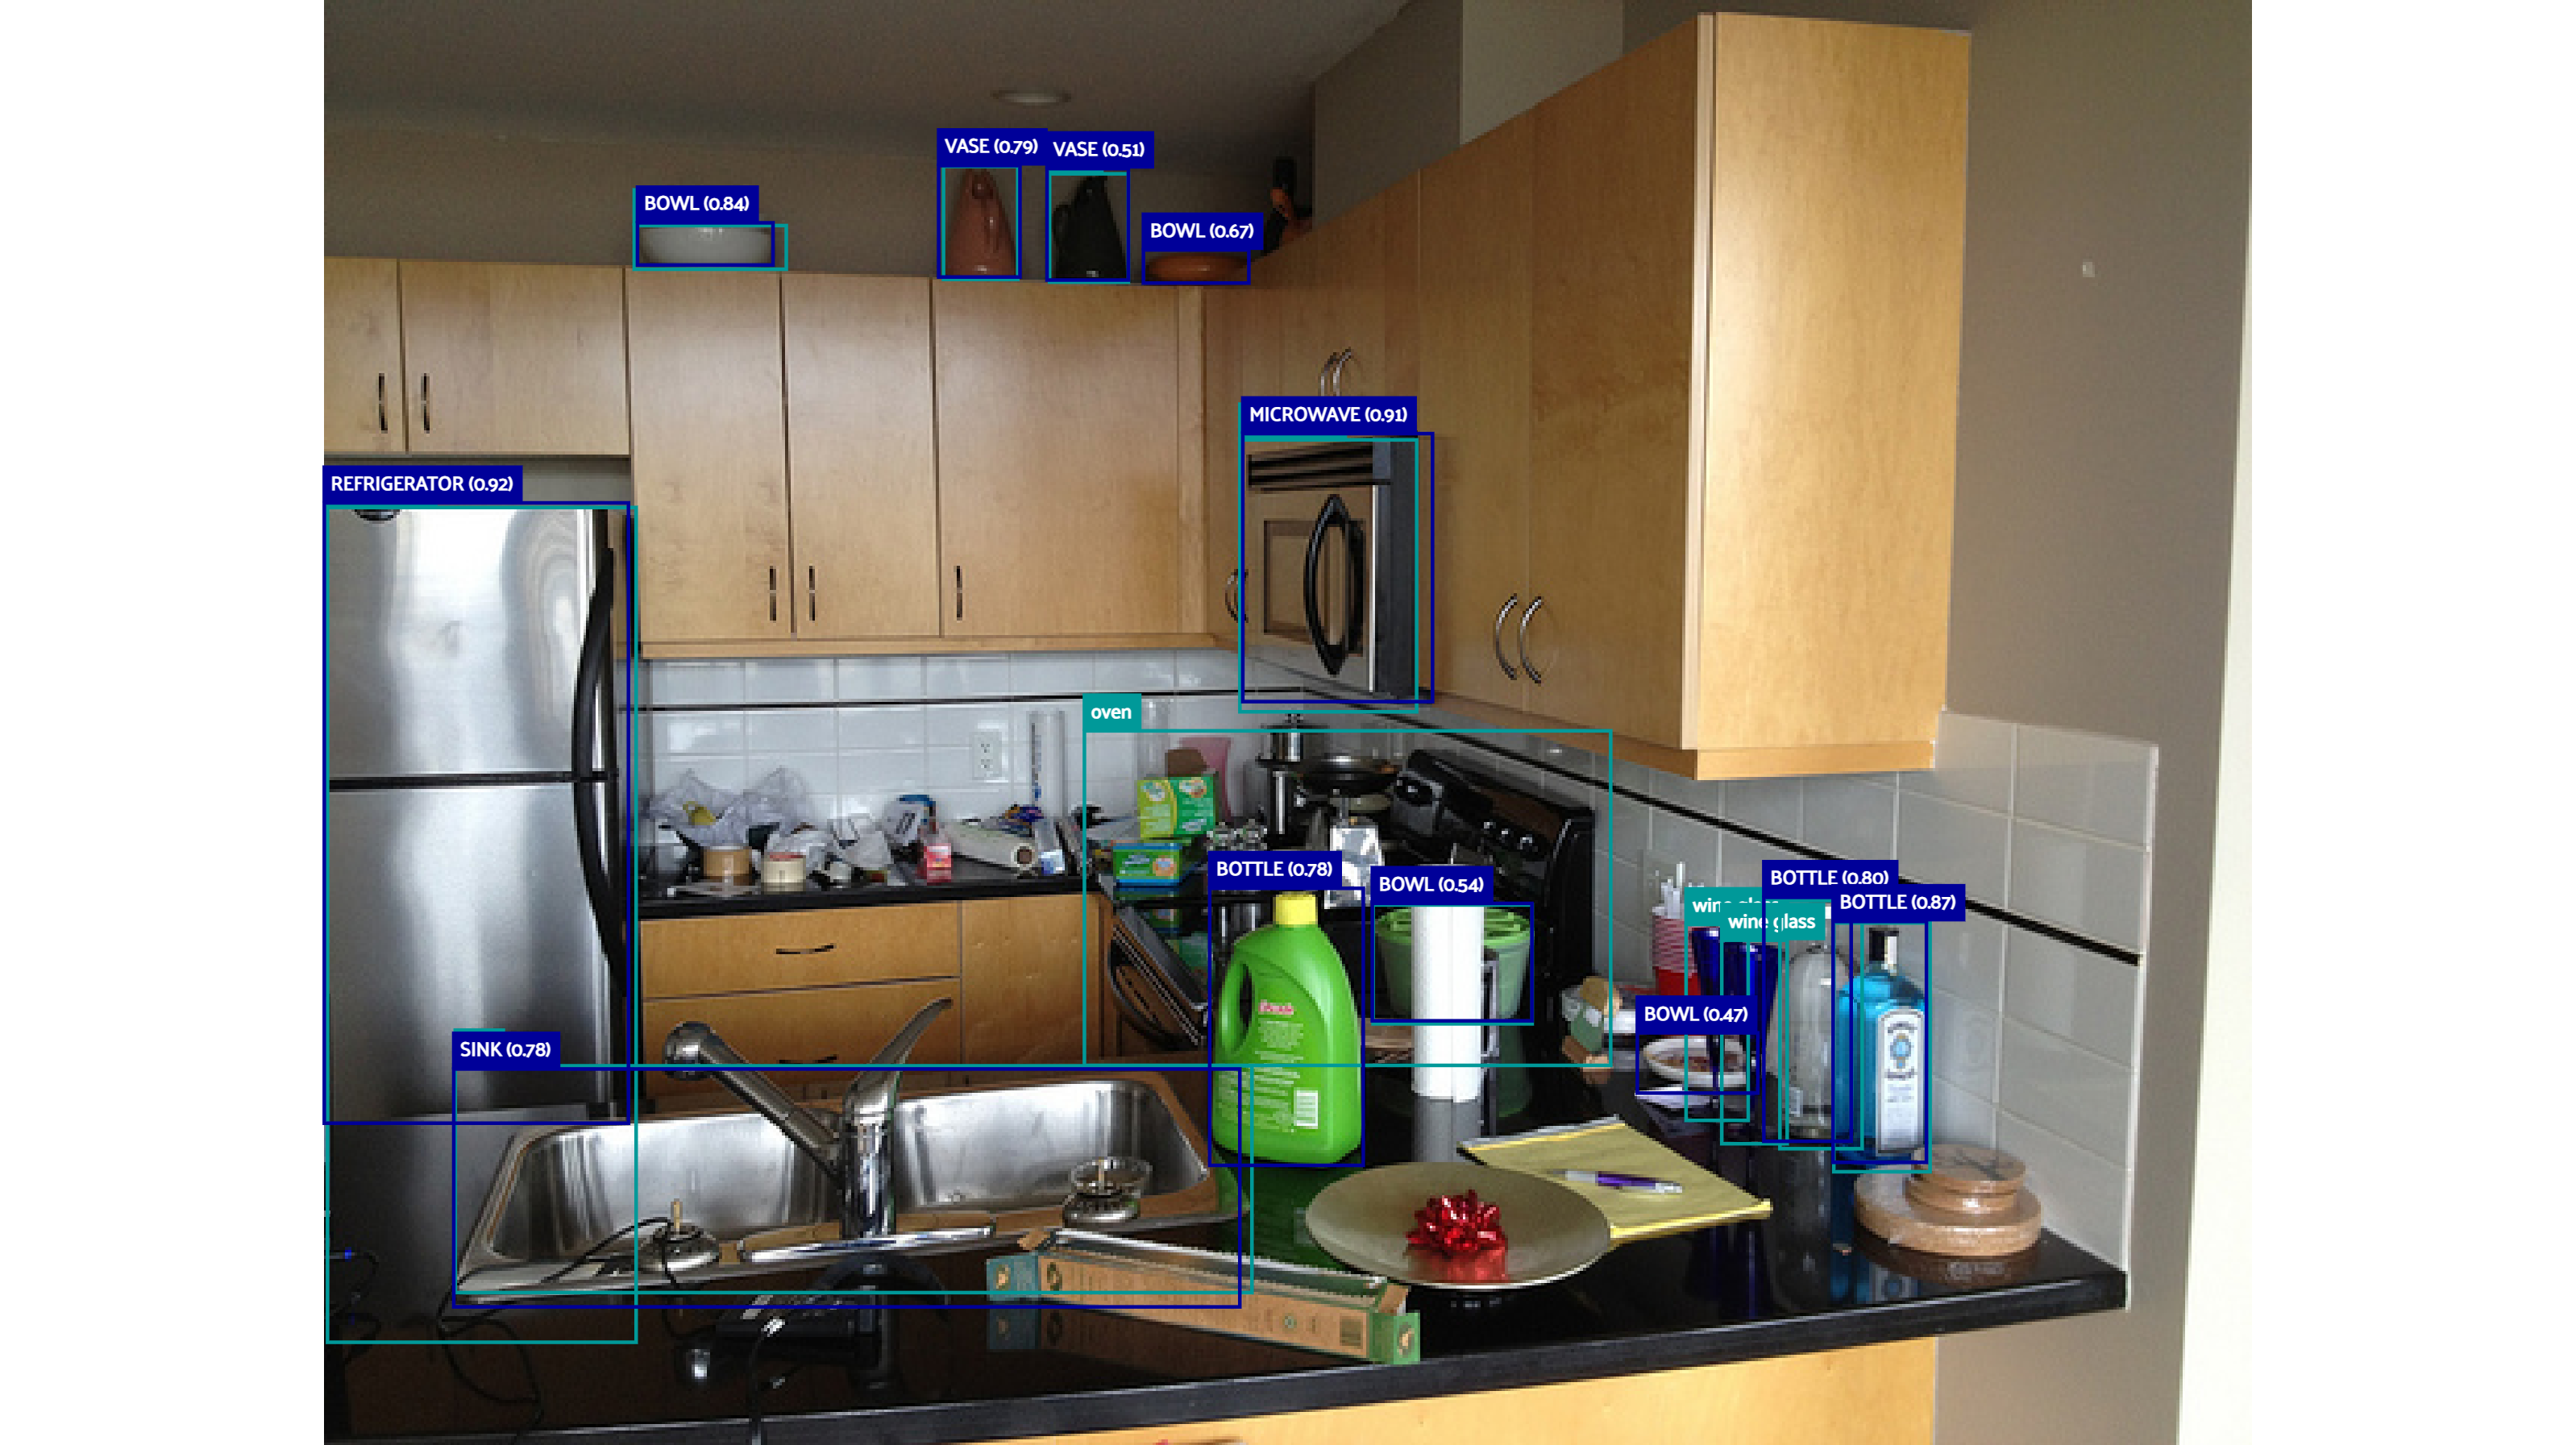 VASE (0.79)
VASE (0.51)
BOWL (0.84)
BOWL (0.67)
MICROWAVE (0.91)
REFRIGERATOR (0.92)
oven
BOTTLE (0.78)
BOWL (0.54)
BOTTLE (0.80)
BOTTLE (0.87)
wine glass
BOWL (0.47)
SINK (0.78)